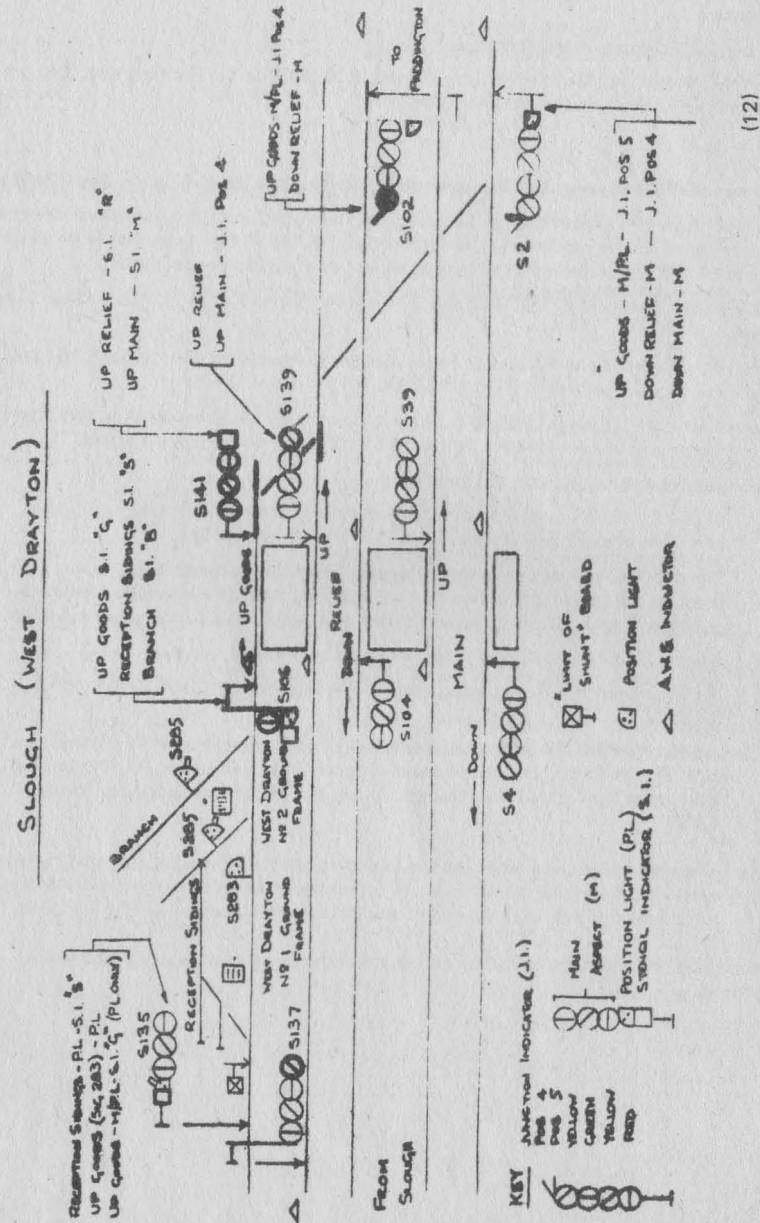 SLOUGH (WEST DRAYTON)
RECEPTION SIDINGS - P.L. - S.I. "S"
UP GOODS (SG, 283) - P.L
UP GOODS - M/P.L - S.I. "G" (P.L ONLY)
S135
BRANCH
RECEPTION SIDINGS
S285
S285
S283
UP GOODS S.I. "G"
RECEPTION SIDINGS S.I. "S"
BRANCH S.I. "B"
UP RELIEF - S.I. "R"
UP MAIN - S.I. "M"
S141
UP GOODS
UP RELIEF
UP MAIN - J.I. POS 4
S139
UP GOODS - M/PL - J.I POS 4
DOWN RELIEF - M
S137
WEST DRAYTON
Nº 1 GROUND
FRAME
WEST DRAYTON
Nº 2 GROUND
FRAME
UP
RELIEF
DOWN
FROM
SLOUGH
S104
S39
S102
TO
PADDINGTON
UP
MAIN
DOWN
S4
S2
KEY
JUNCTION INDICATOR (J.I.)
POS 4
POS 5
YELLOW
GREEN
YELLOW
RED
MAIN
ASPECT (M)
POSITION LIGHT (P.L)
STENCIL INDICATOR (S.I.)
"LIMIT OF
SHUNT" BOARD
POSITION LIGHT
A.W.S INDUCTOR
UP GOODS - M/P.L - J.I. POS 5
DOWN RELIEF - M - J.I. POS 4
DOWN MAIN - M
(12)